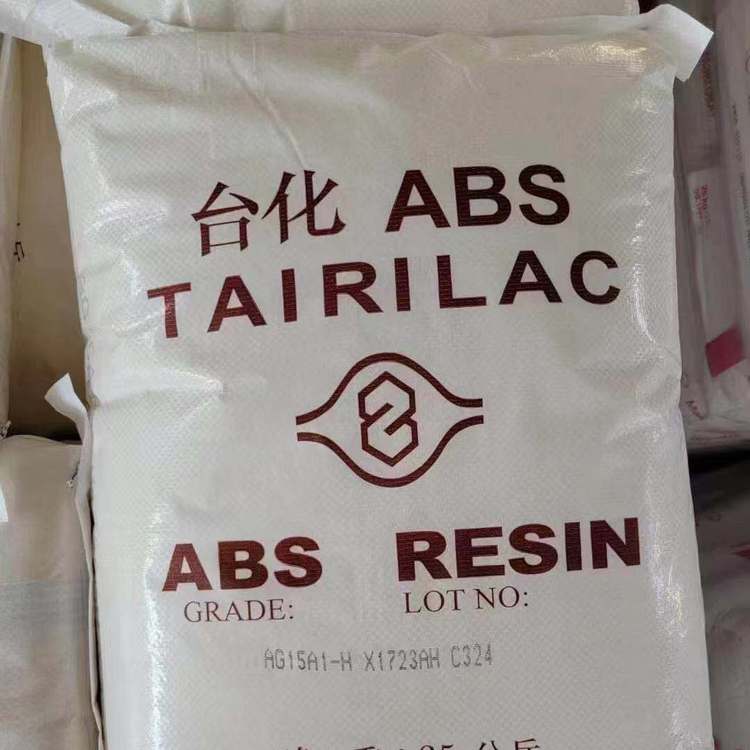 台化 ABS
TAIRILAC
ABS RESIN
GRADE: LOT NO:
AG15A1-H X1723AH C324